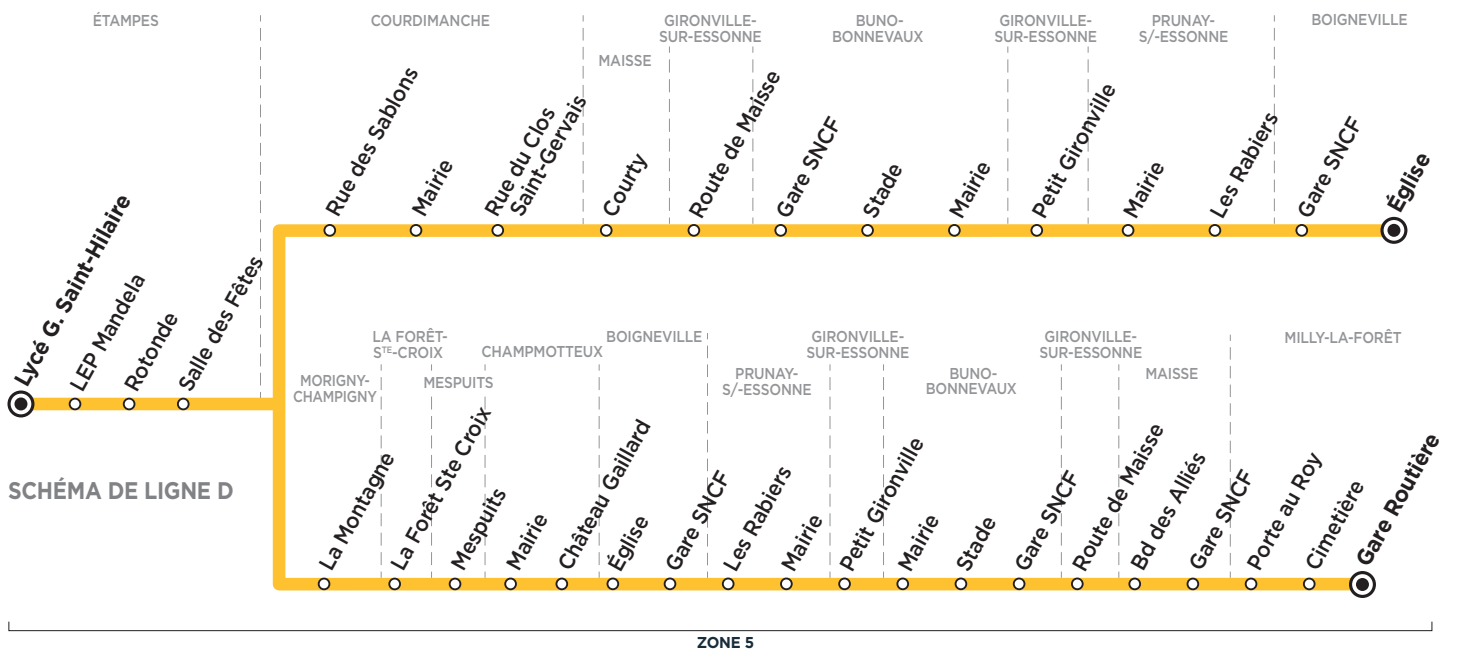 ÉTAMPES
COURDIMANCHE
MAISSE
GIRONVILLE-
SUR-ESSONNE
BUNO-
BONNEVAUX
GIRONVILLE-
SUR-ESSONNE
PRUNAY-
S/-ESSONNE
BOIGNEVILLE
Lycé G. Saint-Hilaire
LEP Mandela
Rotonde
Salle des Fêtes
Rue des Sablons
Mairie
Rue du Clos
Saint-Gervais
Courty
Route de Maisse
Gare SNCF
Stade
Mairie
Petit Gironville
Mairie
Les Rabiers
Gare SNCF
Église
MORIGNY-
CHAMPIGNY
LA FORÊT-
STE-CROIX
MESPUITS
CHAMPMOTTEUX
BOIGNEVILLE
PRUNAY-
S/-ESSONNE
GIRONVILLE-
SUR-ESSONNE
BUNO-
BONNEVAUX
GIRONVILLE-
SUR-ESSONNE
MAISSE
MILLY-LA-FORÊT
La Montagne
La Forêt Ste Croix
Mespuits
Mairie
Château Gaillard
Église
Gare SNCF
Les Rabiers
Mairie
Petit Gironville
Mairie
Stade
Gare SNCF
Route de Maisse
Bd des Alliés
Gare SNCF
Porte au Roy
Cimetière
Gare Routière
SCHÉMA DE LIGNE D
ZONE 5